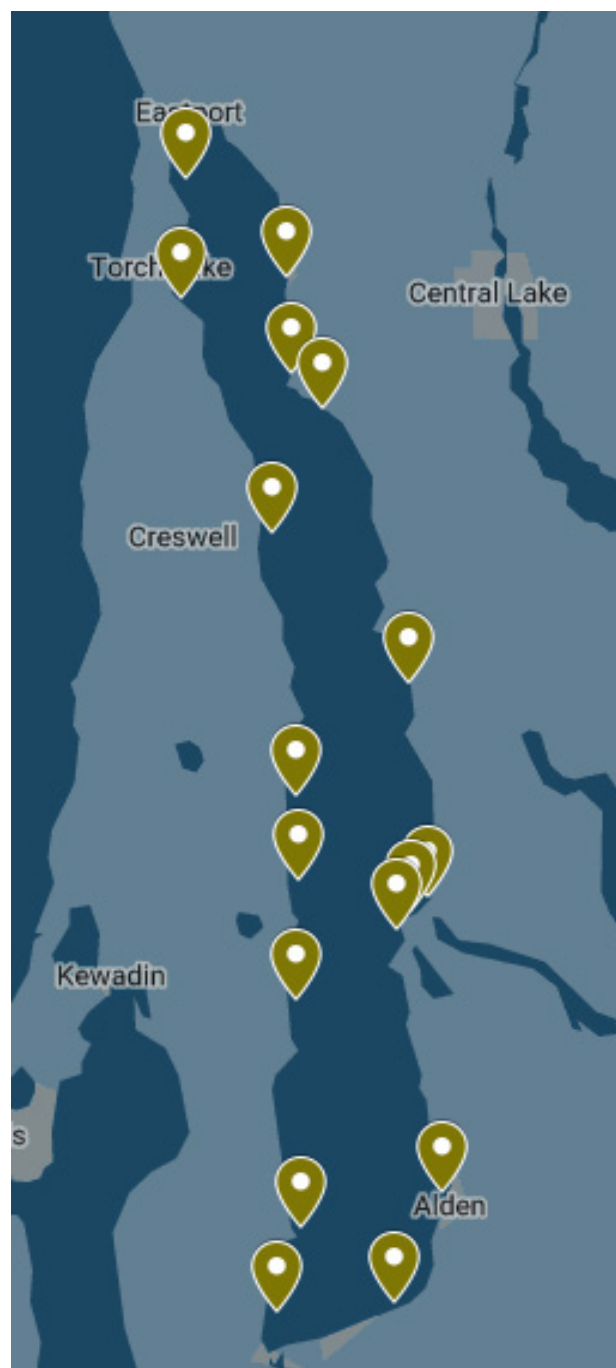 Eastport
Torch Lake
Central Lake
Creswell
Kewadin
s
Alden